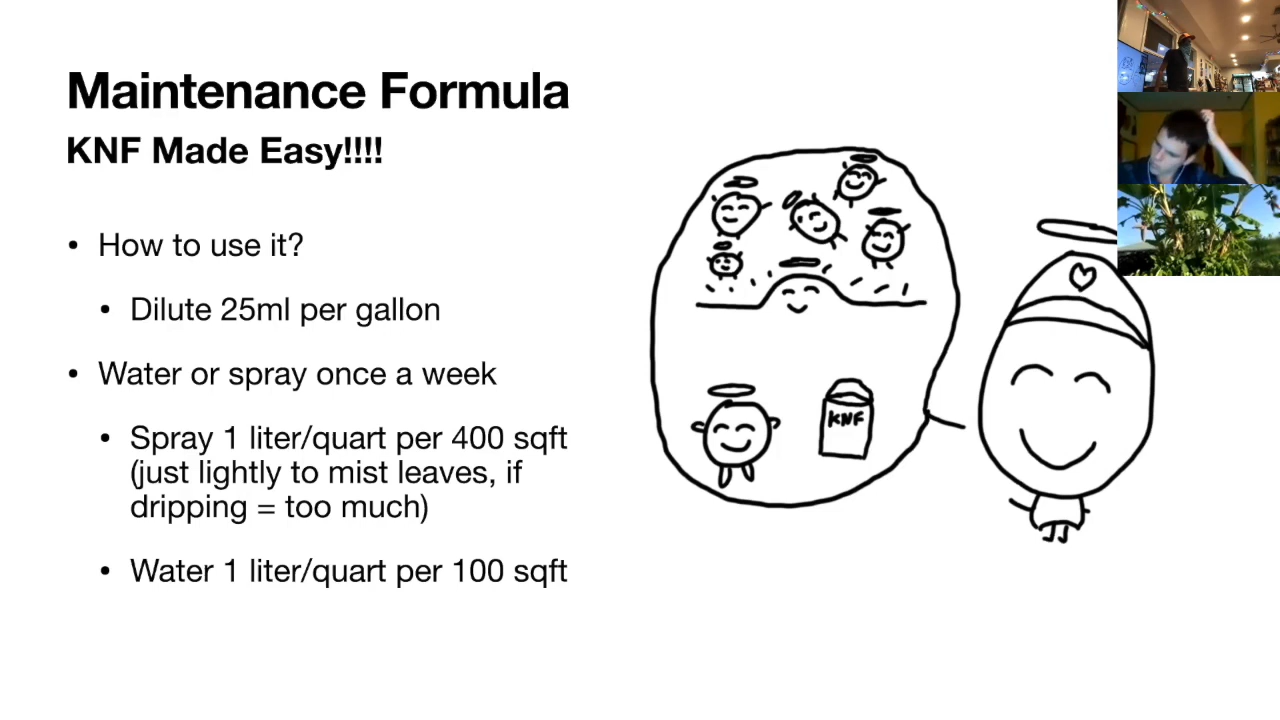 Maintenance Formula
KNF Made Easy!!!!
• How to use it?
• Dilute 25ml per gallon
• Water or spray once a week
• Spray 1 liter/quart per 400 sqft
(just lightly to mist leaves, if
dripping = too much)
• Water 1 liter/quart per 100 sqft
KNF